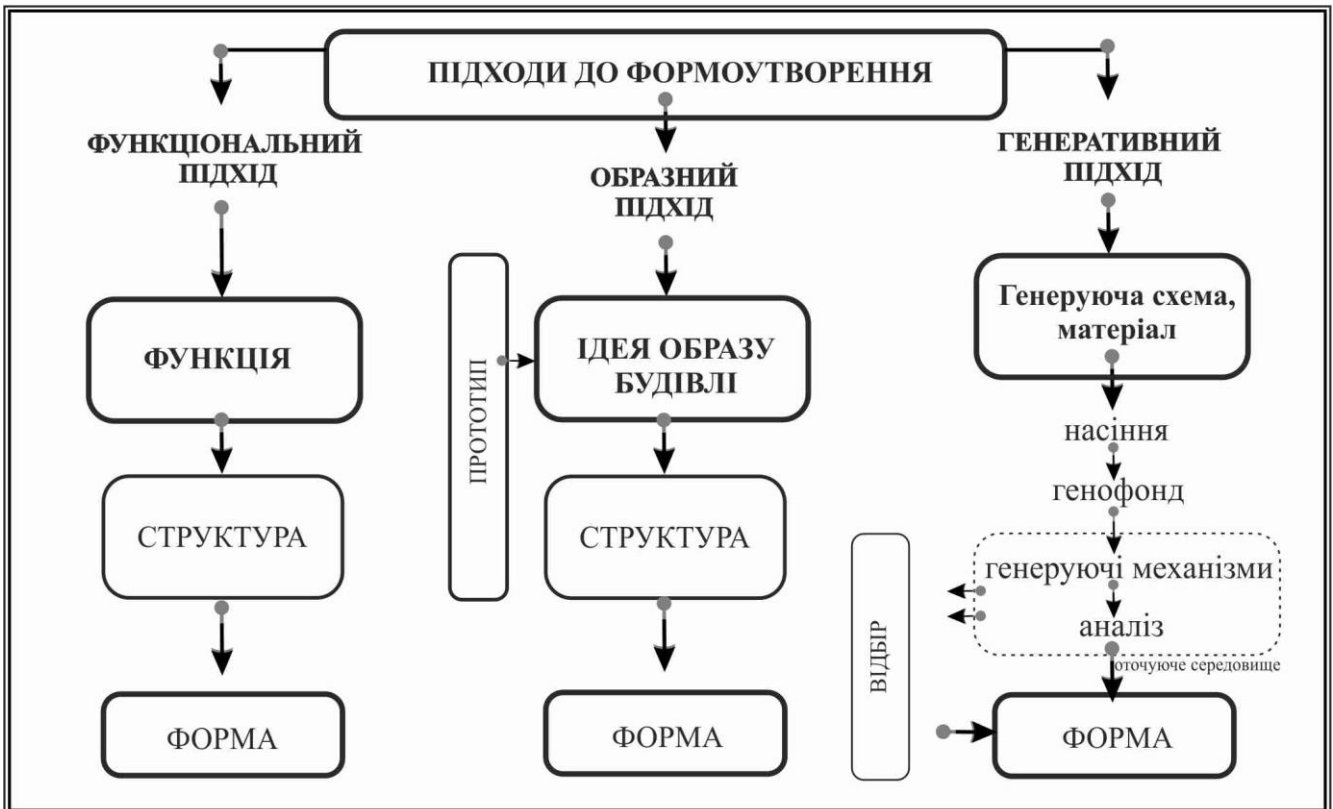 ПІДХОДИ ДО ФОРМОУТВОРЕННЯ
ФУНКЦІОНАЛЬНИЙ
ПІДХІД
ФУНКЦІЯ
СТРУКТУРА
ФОРМА
ОБРАЗНИЙ
ПІДХІД
ПРОТОТИП
ІДЕЯ ОБРАЗУ
БУДІВЛІ
СТРУКТУРА
ФОРМА
ГЕНЕРАТИВНИЙ
ПІДХІД
Генеруюча схема,
матеріал
насіння
генофонд
генеруючі механізми
аналіз
оточуюче середовище
ВІДБІР
ФОРМА